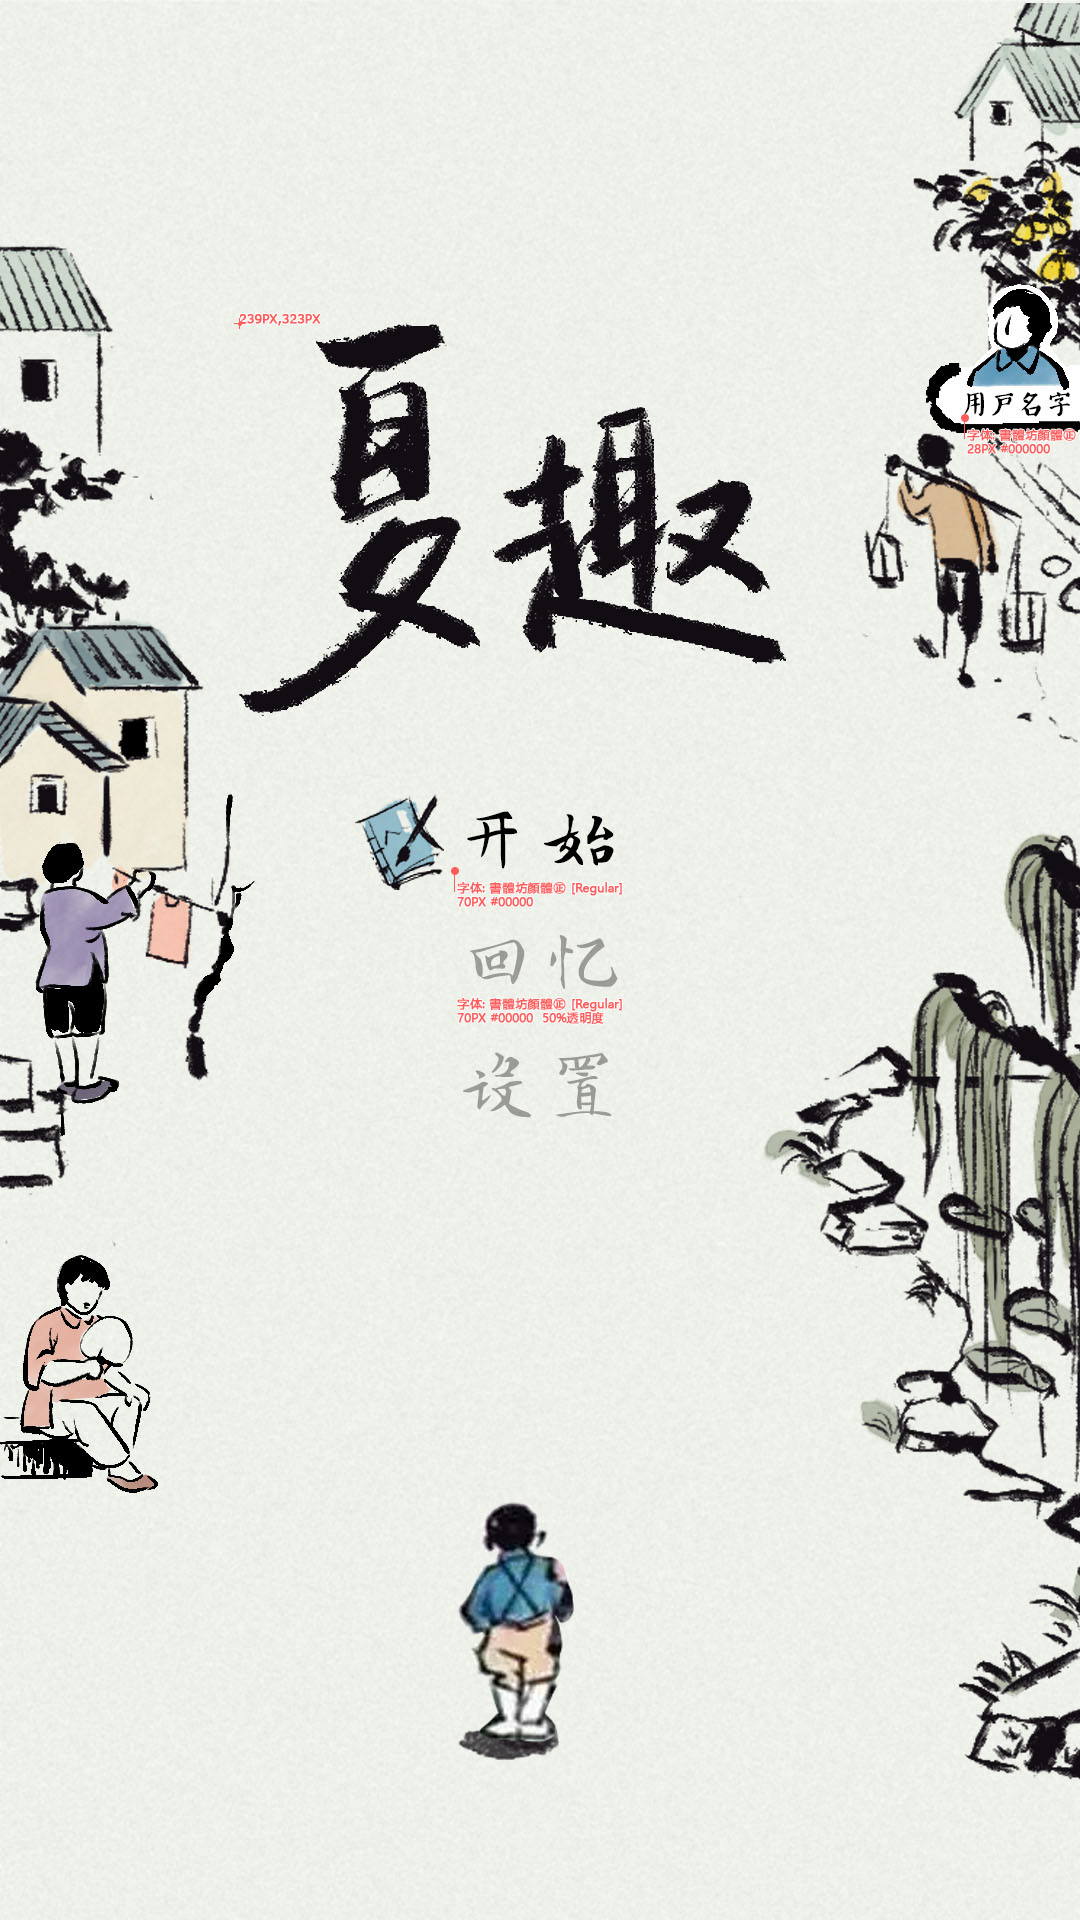 239PX,323PX
夏趣
用户名字
字体: 書體坊顏體㊣
28PX #000000
开始
字体: 書體坊顏體㊣ [Regular]
70PX #00000
回忆
字体: 書體坊顏體㊣ [Regular]
70PX #00000 50%透明度
设置